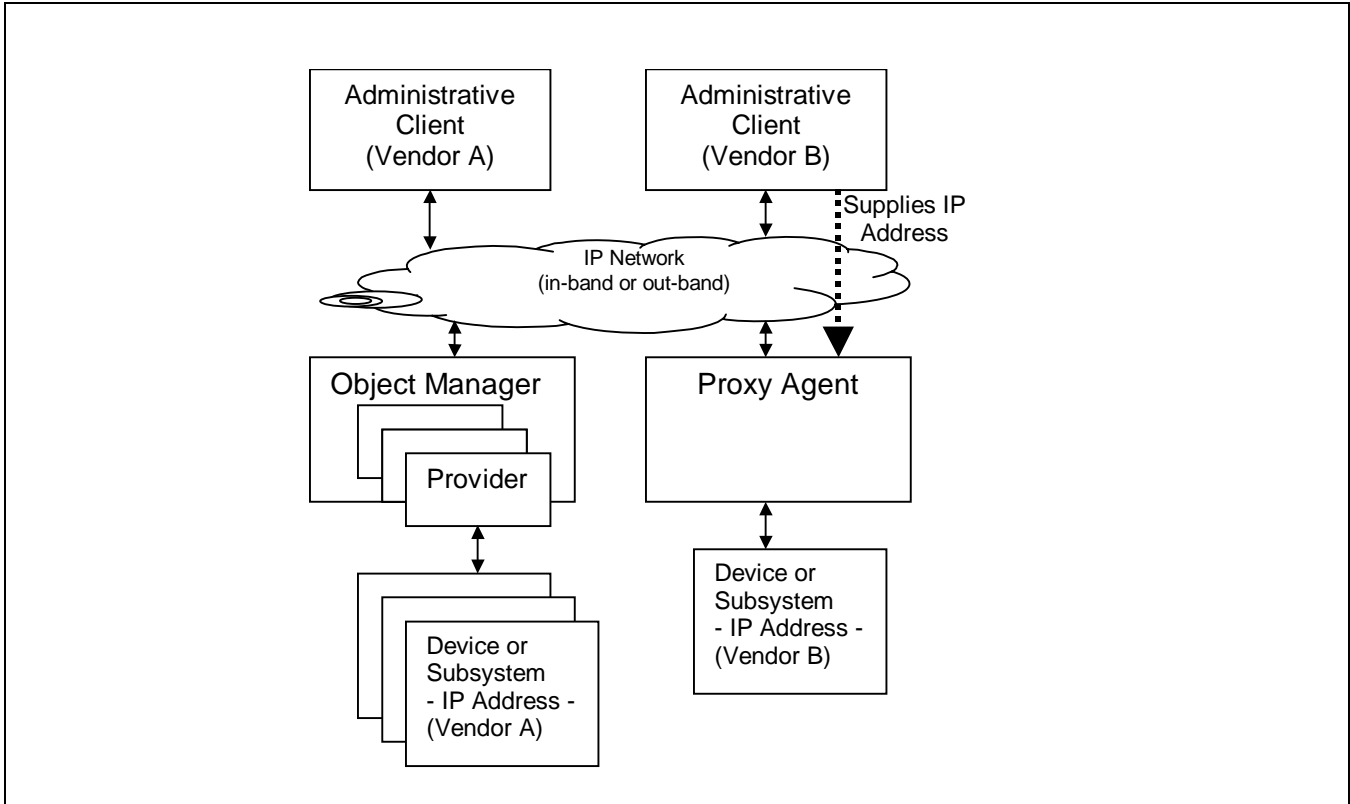 Administrative
Client
(Vendor A)
Administrative
Client
(Vendor B)
Supplies IP
Address
IP Network
(in-band or out-band)
Object Manager
Provider
Proxy Agent
Device or
Subsystem
- IP Address -
(Vendor A)
Device or
Subsystem
- IP Address -
(Vendor B)